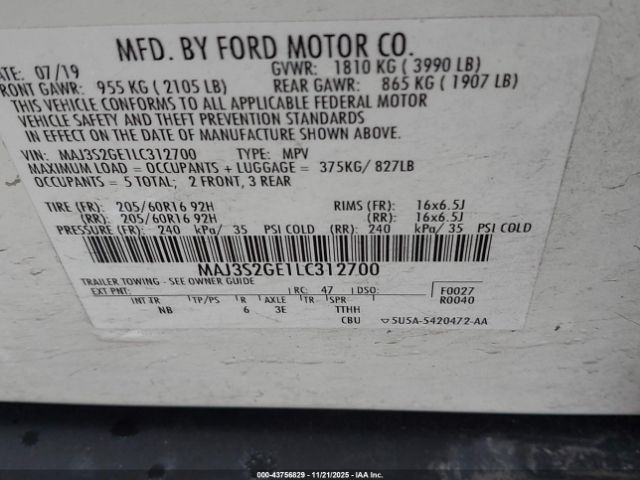 MFD. BY FORD MOTOR CO.
DATE: 07/19 GVWR: 1810 KG ( 3990 LB)
FRONT GAWR: 955 KG ( 2105 LB) REAR GAWR: 865 KG ( 1907 LB)
THIS VEHICLE CONFORMS TO ALL APPLICABLE FEDERAL MOTOR
VEHICLE SAFETY AND THEFT PREVENTION STANDARDS
IN EFFECT ON THE DATE OF MANUFACTURE SHOWN ABOVE.
VIN: MAJ3S2GE1LC312700 TYPE: MPV
MAXIMUM LOAD = OCCUPANTS + LUGGAGE = 375KG/ 827LB
OCCUPANTS = 5 TOTAL; 2 FRONT, 3 REAR
TIRE (FR): 205/60R16 92H RIMS (FR): 16x6.5J
(RR): 205/60R16 92H (RR): 16x6.5J
PRESSURE (FR): 240 kPa/ 35 PSI COLD (RR): 240 kPa/ 35 PSI COLD
MAJ3S2GE1LC312700
TRAILER TOWING - SEE OWNER GUIDE
EXT PNT: RC: 47 DSO: F0027
R0040
INT TR TP/PS R AXLE TR SPR
NB 6 3E TTHH
CBU 5U5A-5420472-AA
000-43756829 - 11/21/2025 - IAAI.com